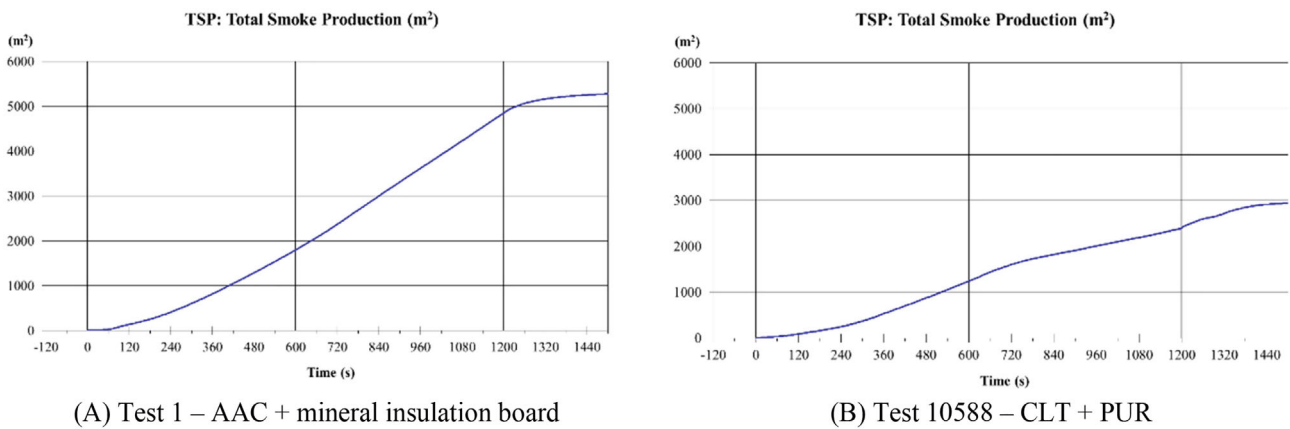 TSP: Total Smoke Production (m²)
(m²)
6000
5000
4000
3000
2000
1000
0
-120 0 120 240 360 480 600 720 840 960 1080 1200 1320 1440
Time (s)
(A) Test 1 – AAC + mineral insulation board
TSP: Total Smoke Production (m²)
(m²)
6000
5000
4000
3000
2000
1000
0
-120 0 120 240 360 480 600 720 840 960 1080 1200 1320 1440
Time (s)
(B) Test 10588 – CLT + PUR